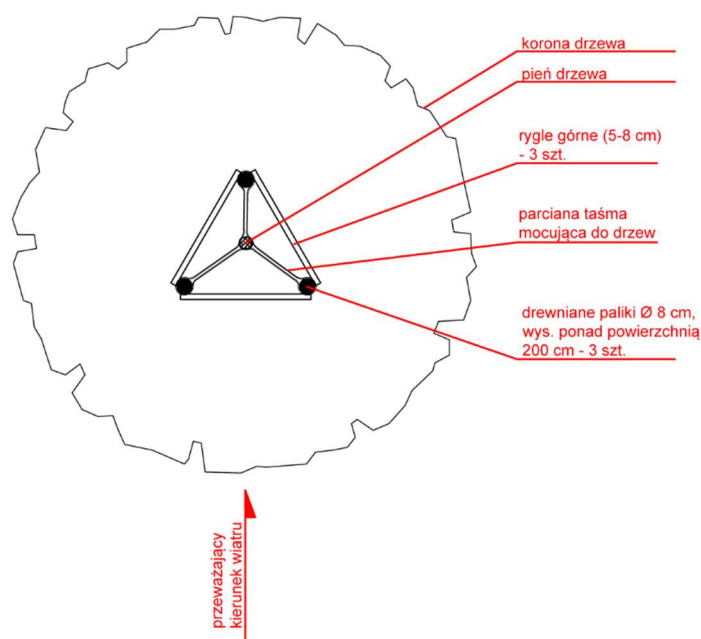 korona drzewa
pień drzewa
rygle górne (5-8 cm)
- 3 szt.
parciana taśma
mocująca do drzew
drewniane paliki Ø 8 cm,
wys. ponad powierzchnią
200 cm - 3 szt.
przeważający
kierunek wiatru